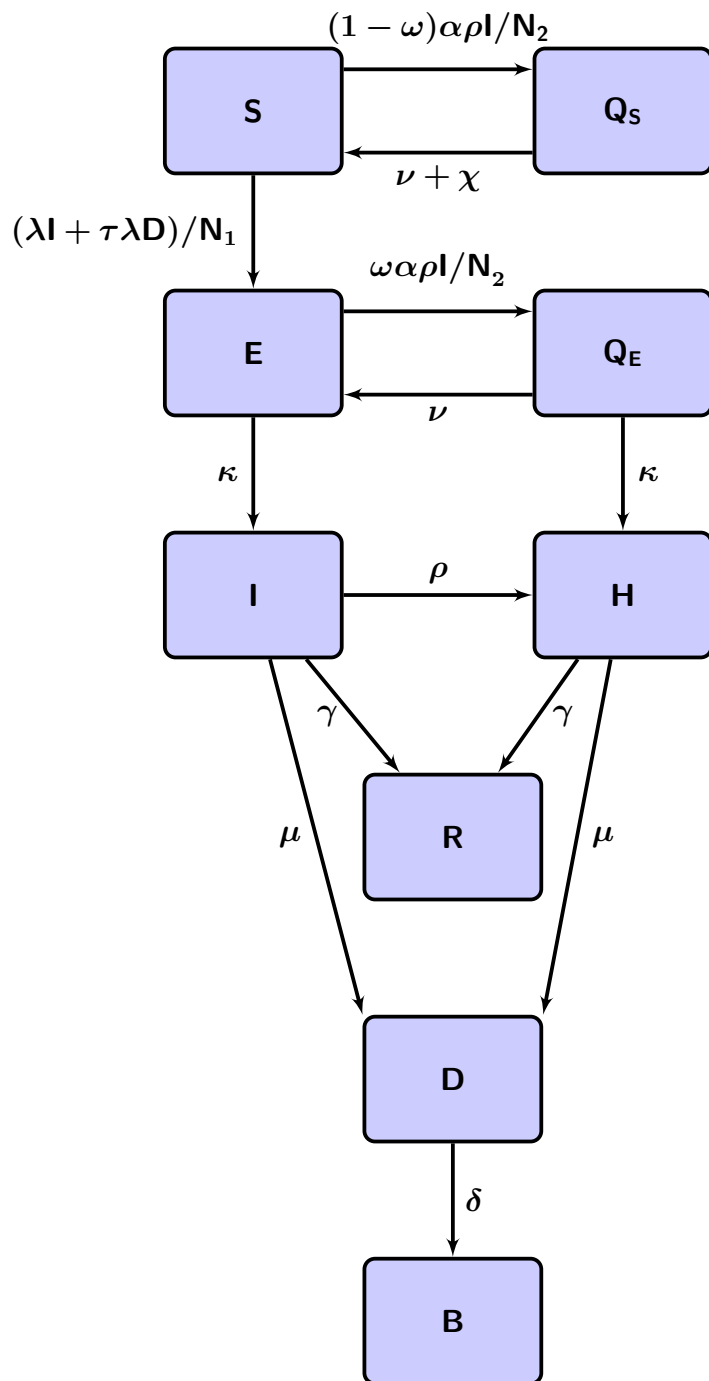 (1 − ω)αρI/N₂
S
Q_S
ν + χ
(λI + τλD)/N₁
ωαρI/N₂
E
Q_E
ν
κ
κ
I
ρ
H
γ
γ
μ
R
μ
D
δ
B